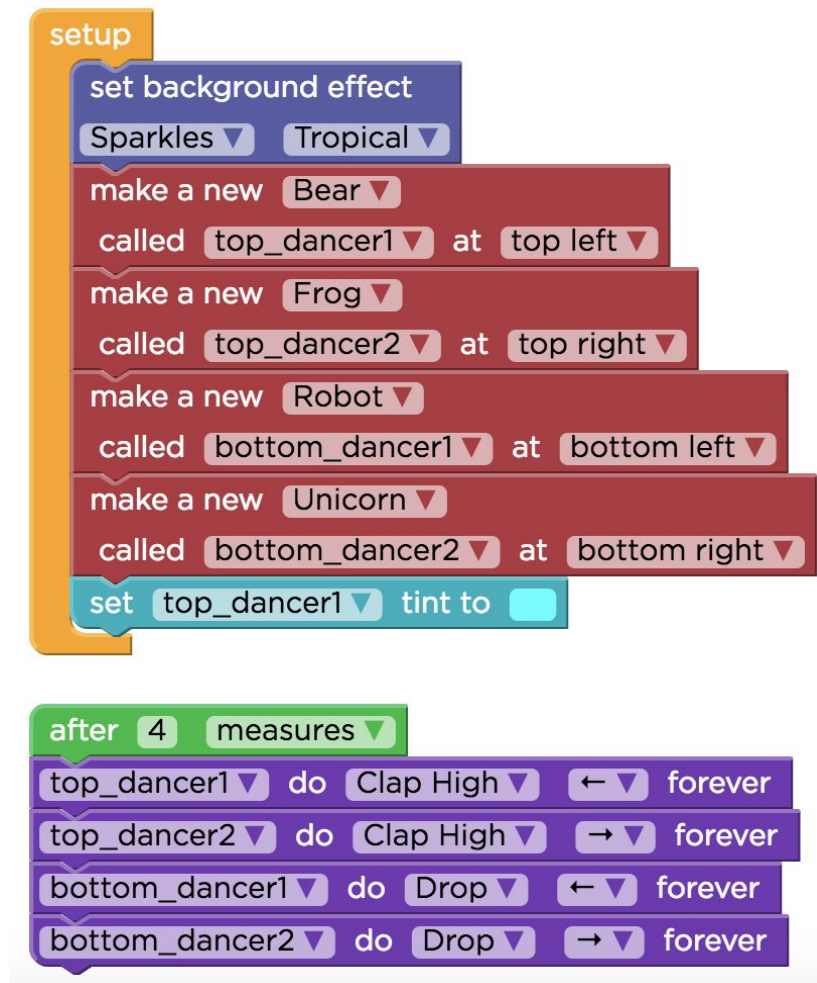 setup
set background effect
Sparkles ▼ Tropical ▼
make a new Bear ▼
called top_dancer1 ▼ at top left ▼
make a new Frog ▼
called top_dancer2 ▼ at top right ▼
make a new Robot ▼
called bottom_dancer1 ▼ at bottom left ▼
make a new Unicorn ▼
called bottom_dancer2 ▼ at bottom right ▼
set top_dancer1 ▼ tint to
after 4 measures ▼
top_dancer1 ▼ do Clap High ▼ ← ▼ forever
top_dancer2 ▼ do Clap High ▼ → ▼ forever
bottom_dancer1 ▼ do Drop ▼ ← ▼ forever
bottom_dancer2 ▼ do Drop ▼ → ▼ forever